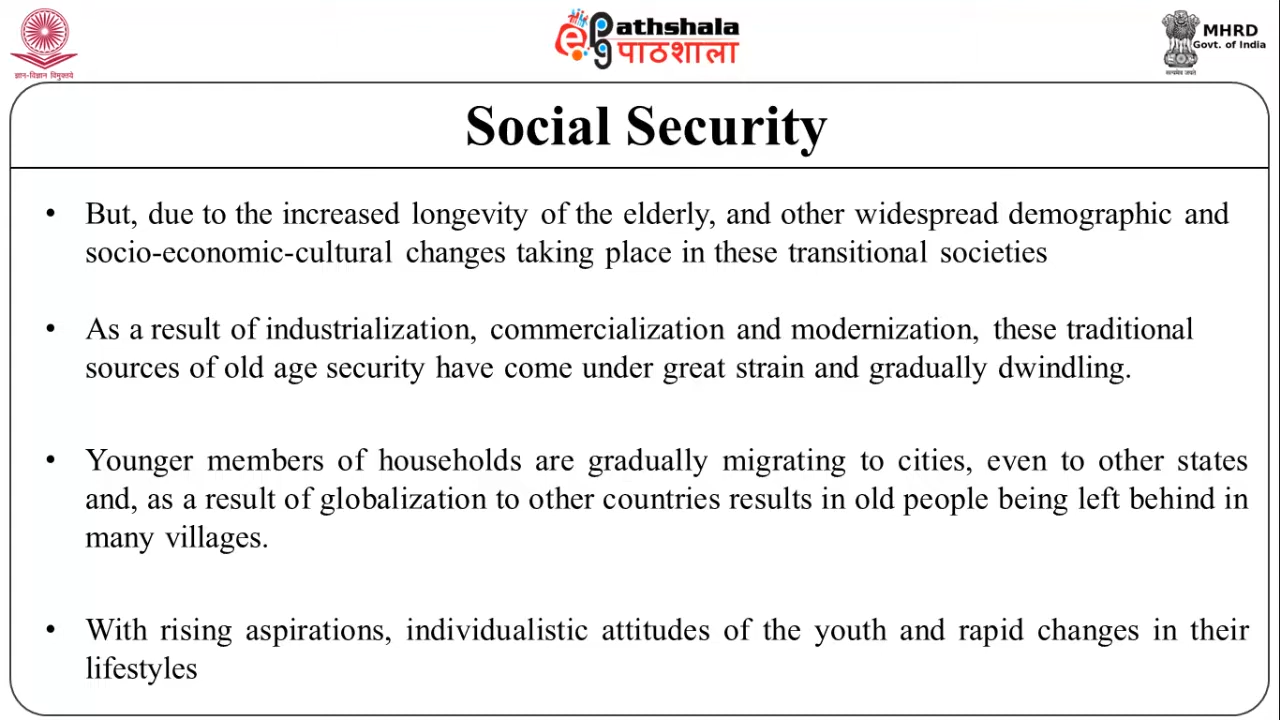 ज्ञान-विज्ञान विमुक्तये
ePG Pathshala
पाठशाला
सत्यमेव जयते
MHRD
Govt. of India
Social Security
• But, due to the increased longevity of the elderly, and other widespread demographic and
socio-economic-cultural changes taking place in these transitional societies
• As a result of industrialization, commercialization and modernization, these traditional
sources of old age security have come under great strain and gradually dwindling.
• Younger members of households are gradually migrating to cities, even to other states
and, as a result of globalization to other countries results in old people being left behind in
many villages.
• With rising aspirations, individualistic attitudes of the youth and rapid changes in their
lifestyles